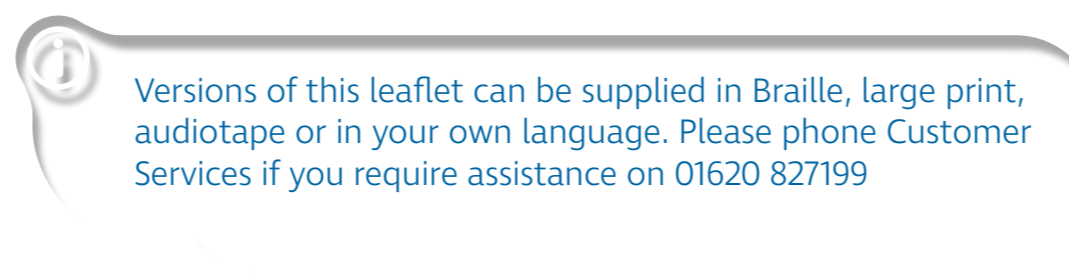 Versions of this leaflet can be supplied in Braille, large print,
audiotape or in your own language. Please phone Customer
Services if you require assistance on 01620 827199